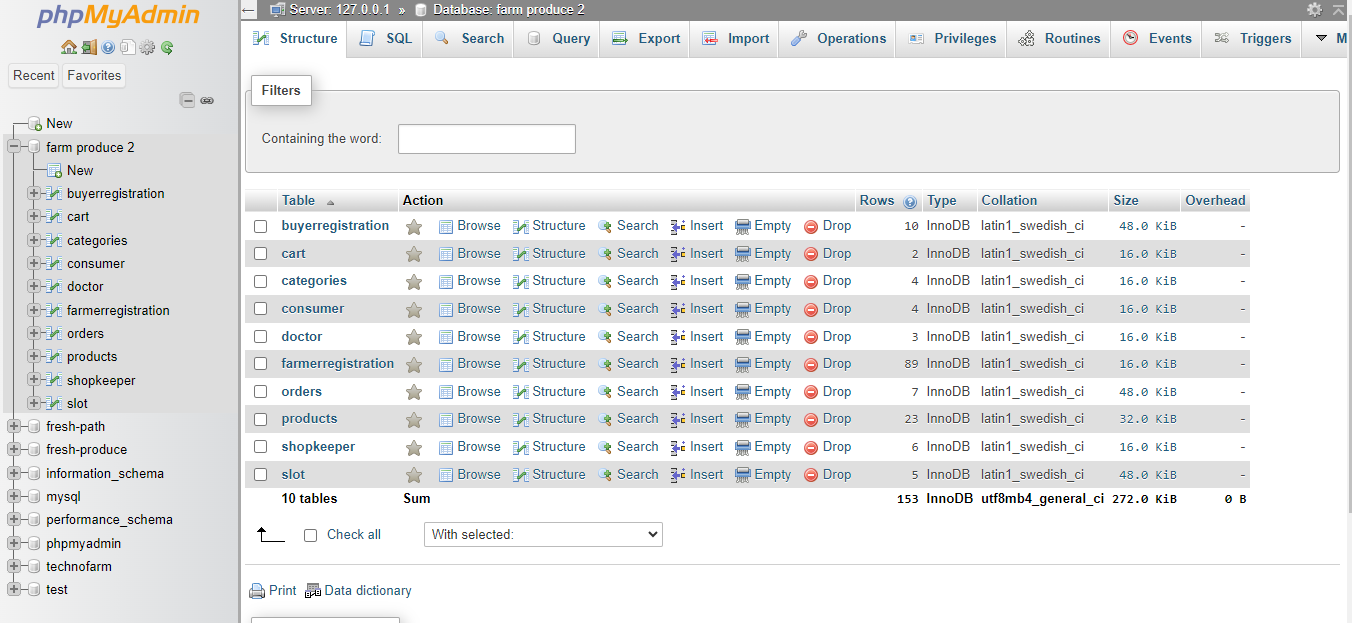 phpMyAdmin
Recent Favorites
New
farm produce 2
New
buyerregistration
cart
categories
consumer
doctor
farmerregistration
orders
products
shopkeeper
slot
fresh-path
fresh-produce
information_schema
mysql
performance_schema
phpmyadmin
technofarm
test
Server: 127.0.0.1 » Database: farm produce 2
Structure SQL Search Query Export Import Operations Privileges Routines Events Triggers M
Filters
Containing the word:
Table Action Rows Type Collation Size Overhead
buyerregistration Browse Structure Search Insert Empty Drop 10 InnoDB latin1_swedish_ci 48.0 KiB -
cart Browse Structure Search Insert Empty Drop 2 InnoDB latin1_swedish_ci 16.0 KiB -
categories Browse Structure Search Insert Empty Drop 4 InnoDB latin1_swedish_ci 16.0 KiB -
consumer Browse Structure Search Insert Empty Drop 4 InnoDB latin1_swedish_ci 16.0 KiB -
doctor Browse Structure Search Insert Empty Drop 3 InnoDB latin1_swedish_ci 16.0 KiB -
farmerregistration Browse Structure Search Insert Empty Drop 89 InnoDB latin1_swedish_ci 16.0 KiB -
orders Browse Structure Search Insert Empty Drop 7 InnoDB latin1_swedish_ci 48.0 KiB -
products Browse Structure Search Insert Empty Drop 23 InnoDB latin1_swedish_ci 32.0 KiB -
shopkeeper Browse Structure Search Insert Empty Drop 6 InnoDB latin1_swedish_ci 16.0 KiB -
slot Browse Structure Search Insert Empty Drop 5 InnoDB latin1_swedish_ci 48.0 KiB -
10 tables Sum 153 InnoDB utf8mb4_general_ci 272.0 KiB 0 B
Check all With selected:
Print Data dictionary